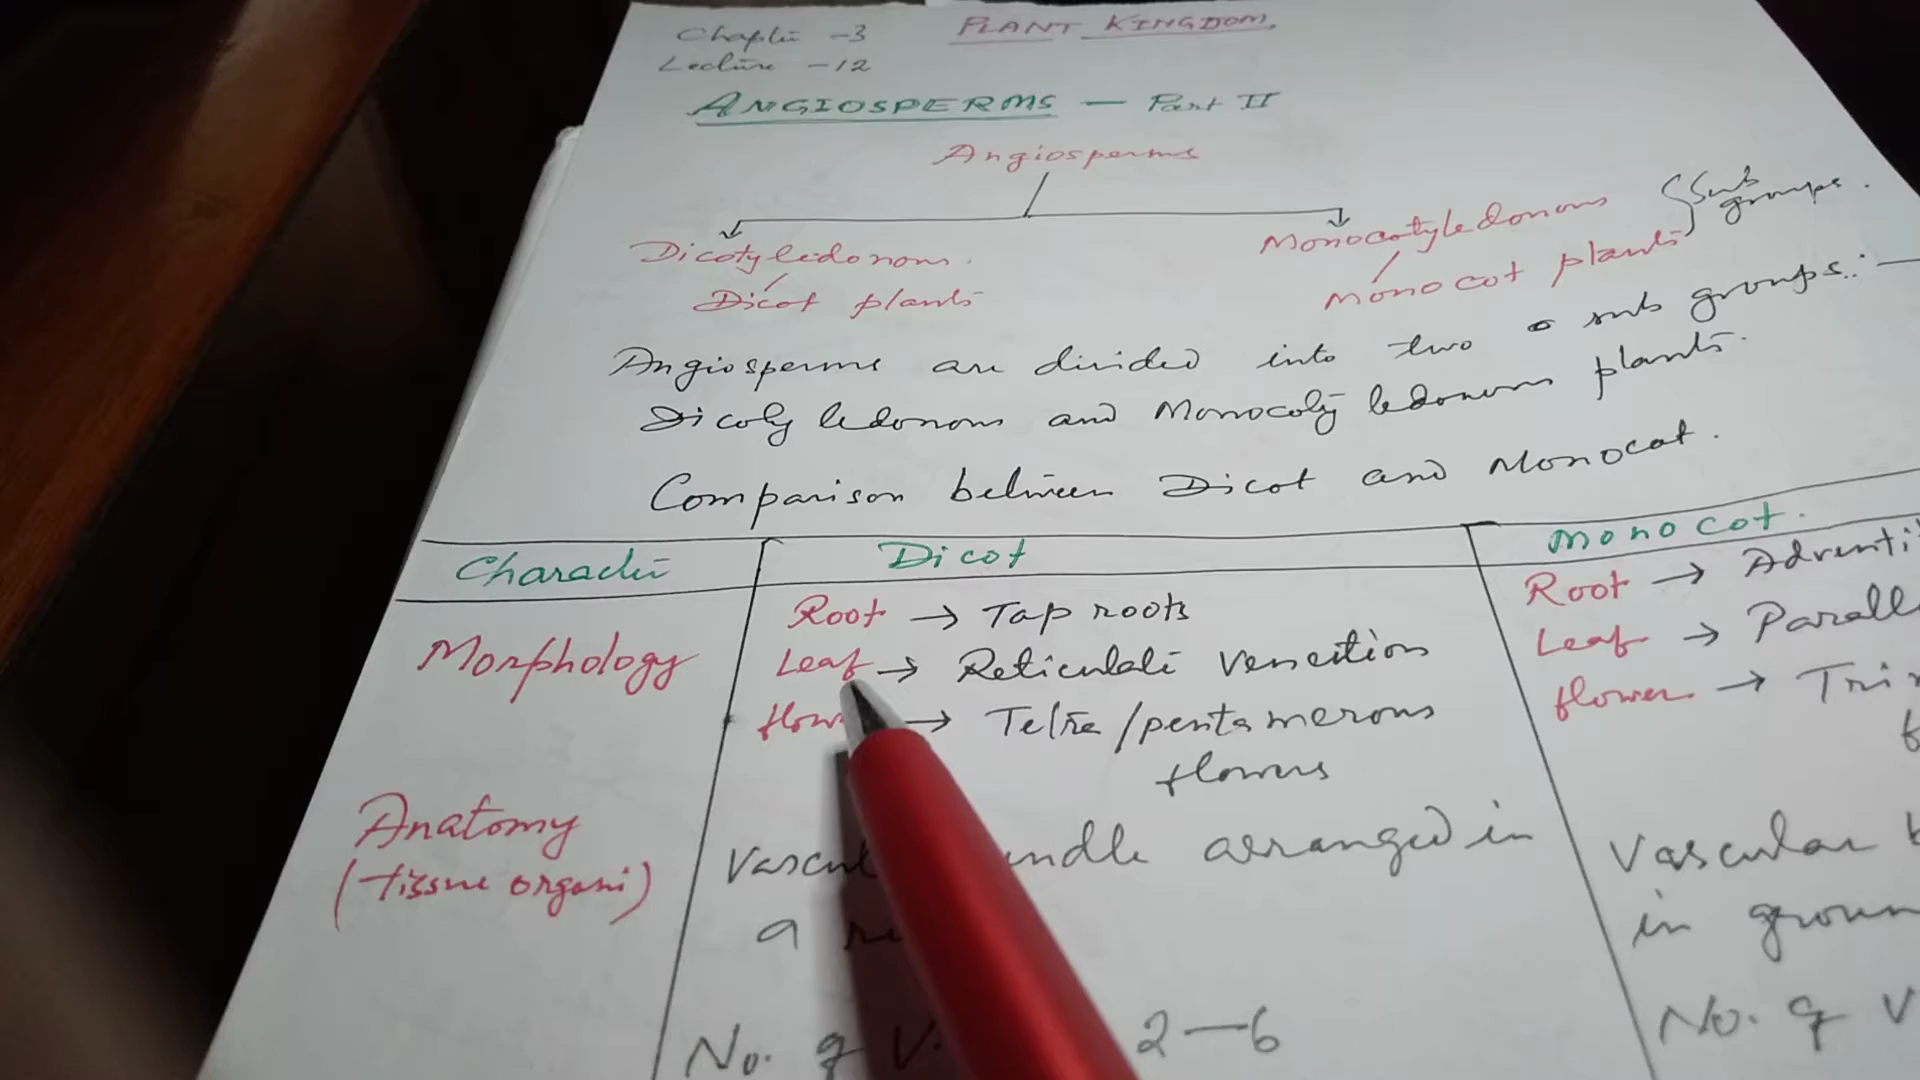 Chapter -3 PLANT KINGDOM.
Lecture -12
ANGIOSPERMS — Part II
Angiosperms
Dicotyledonous. Monocotyledonous } Sub groups.
Dicot plants Monocot plants
Angiosperms are divided into two sub groups :-
Dicotyledonous and Monocotyledonous plants.
Comparison between Dicot and Monocot.
Character Dicot Monocot.
Morphology
Root → Tap roots
Leaf → Reticulate Veneition
flow → Tetra/pentamerous
flowers
Root → Adventi
Leaf → Parall
flower → Tri
Anatomy
(tissue organi)
Vascul ndle arranged in
a r
No. of V. 2-6
Vascular b
in groun
No. of V